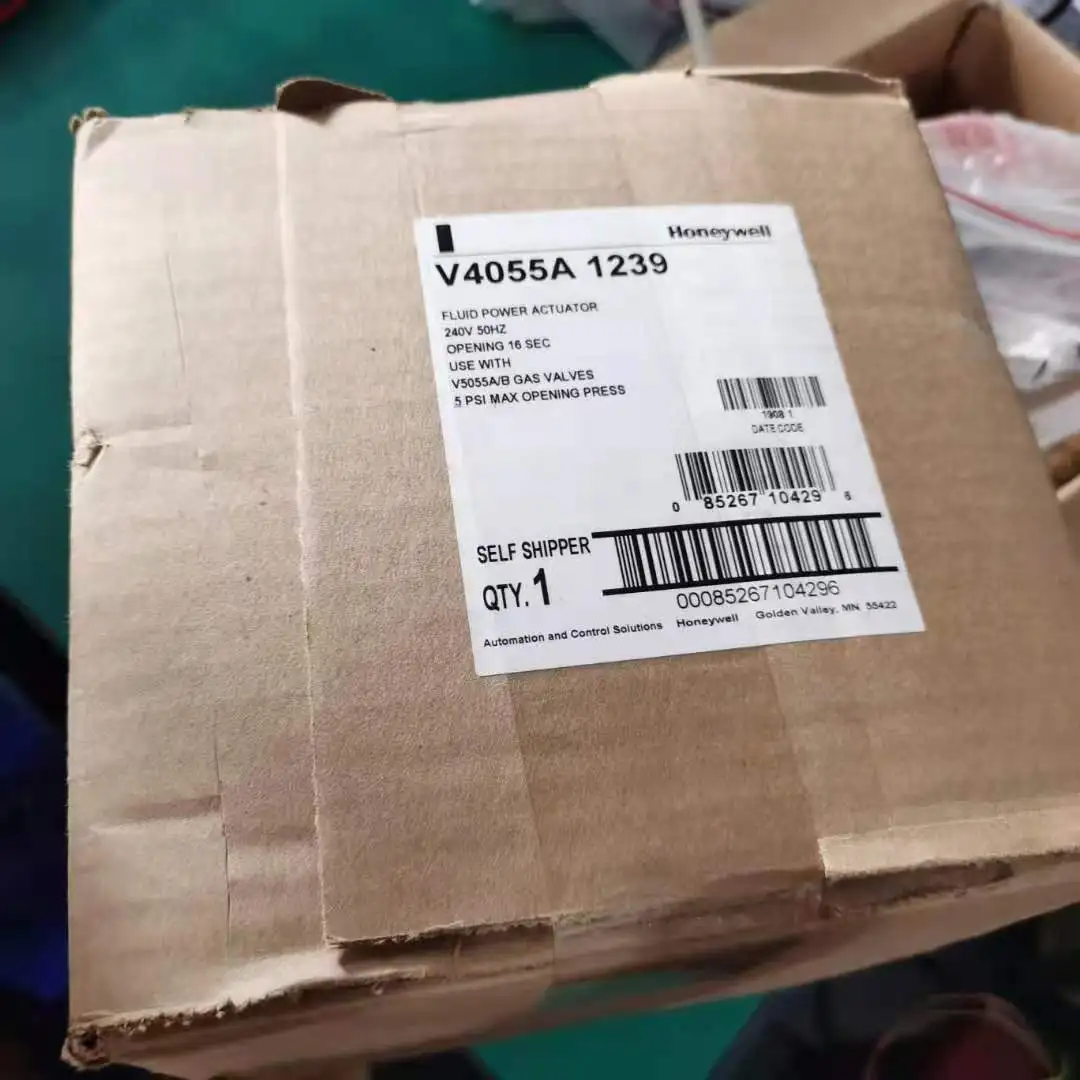 Honeywell
V4055A 1239
FLUID POWER ACTUATOR
240V 50HZ
OPENING 16 SEC
USE WITH
V5055A/B GAS VALVES
5 PSI MAX OPENING PRESS
1908 1
DATE CODE
0 85267 10429 6
SELF SHIPPER
QTY. 1
00085267104296
Automation and Control Solutions Honeywell Golden Valley, MN 55422